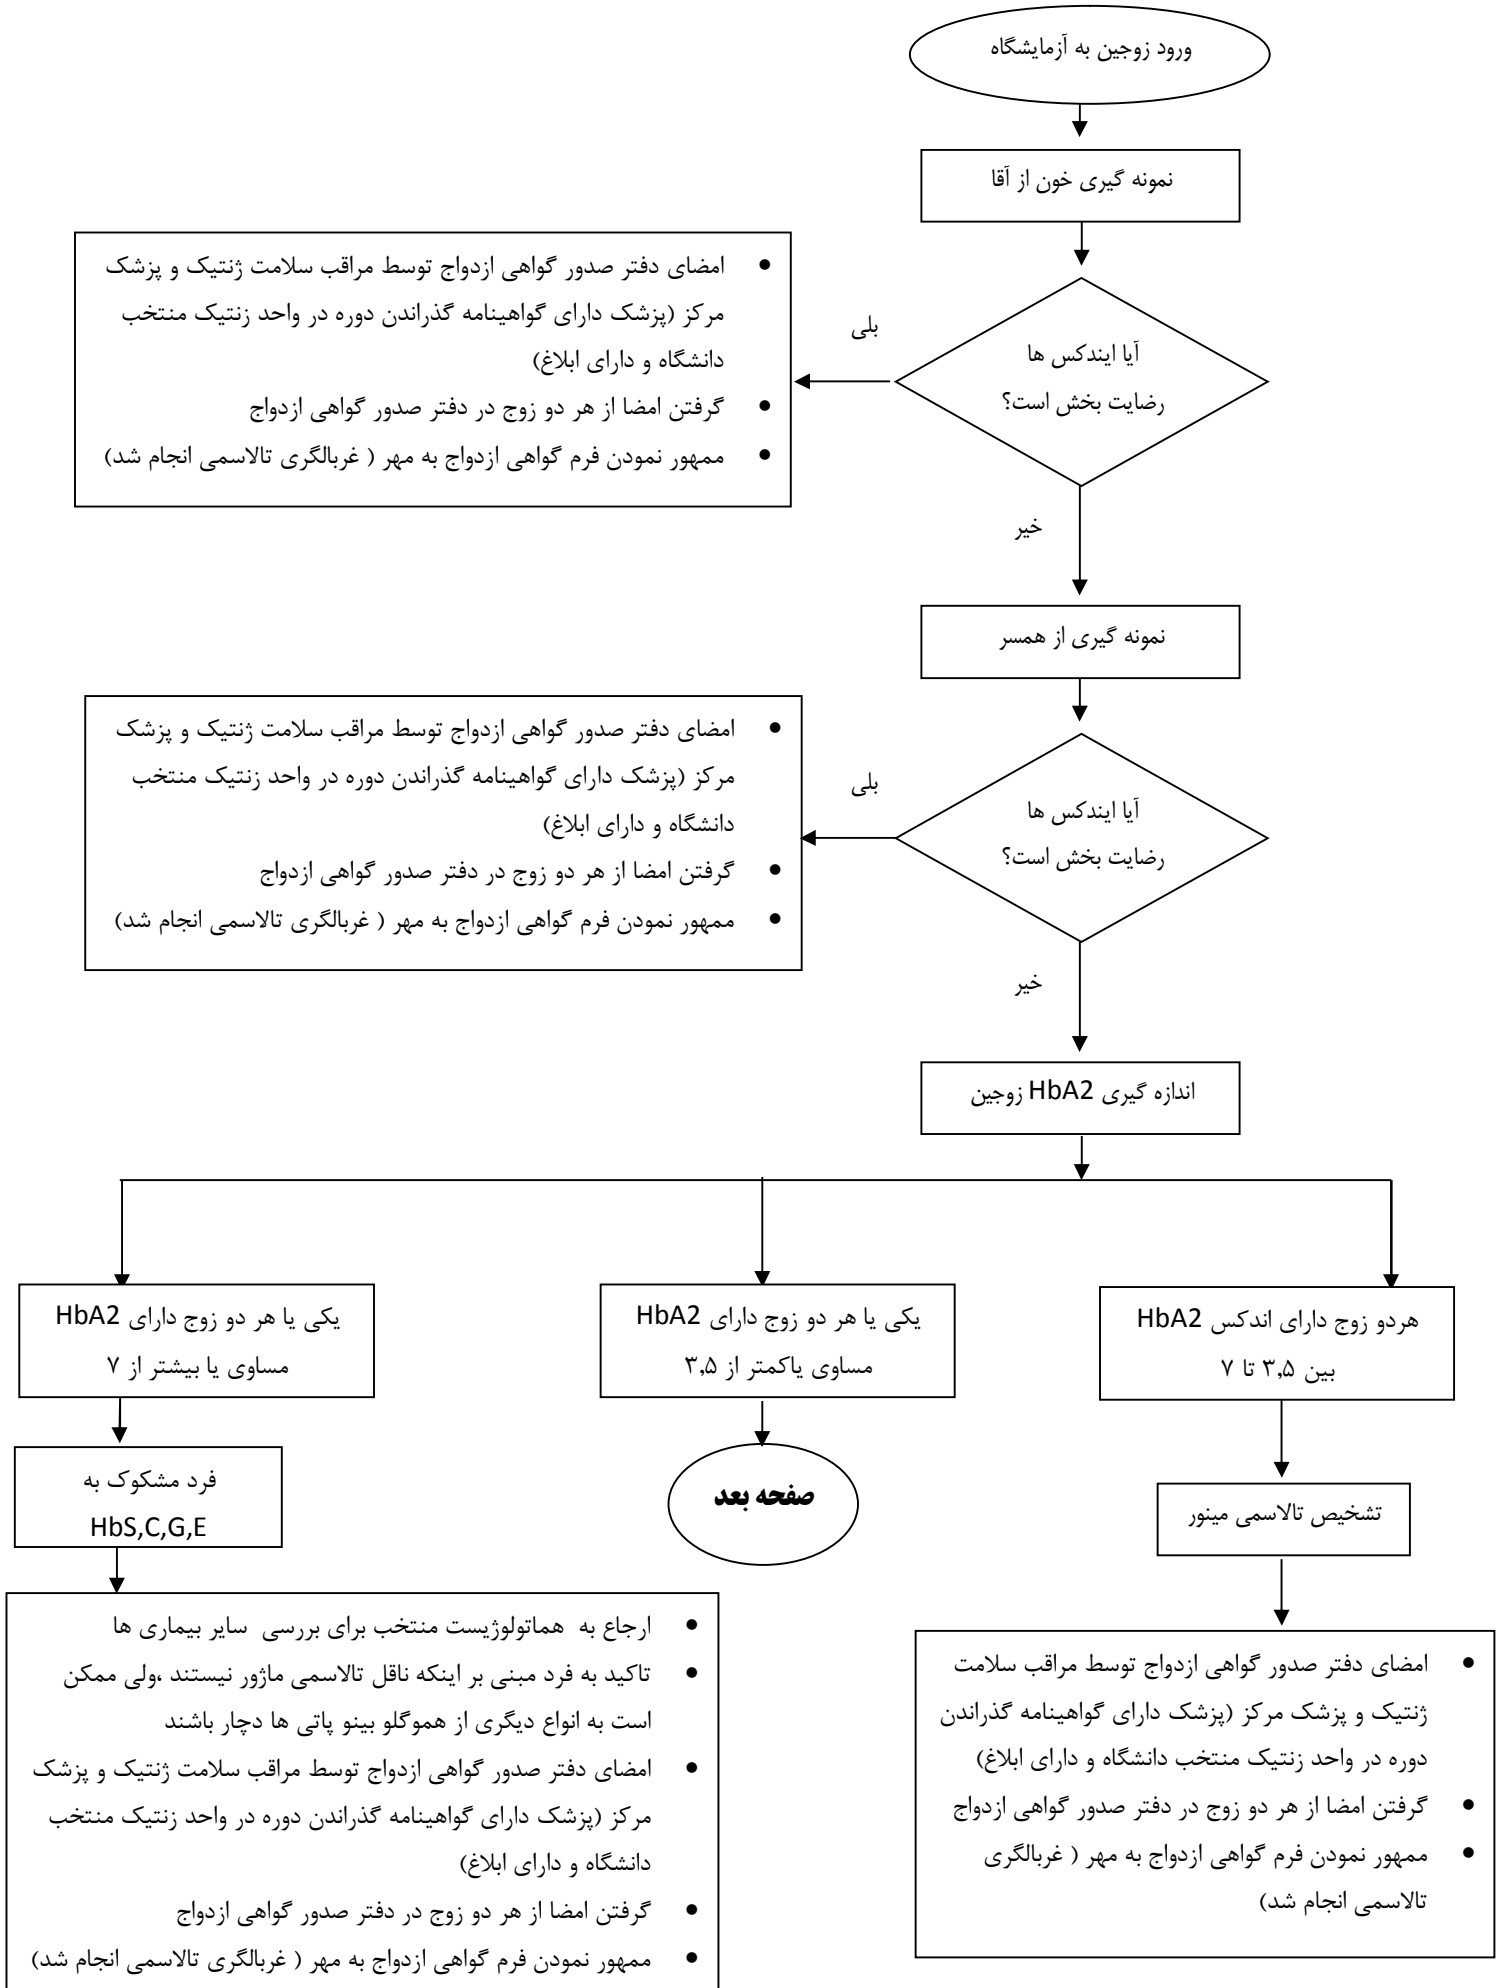 ورود زوجین به آزمایشگاه
نمونه گیری خون از آقا
آیا ایندکس ها
رضایت بخش است؟
بلی
• امضای دفتر صدور گواهی ازدواج توسط مراقب سلامت ژنتیک و پزشک
مرکز (پزشک دارای گواهینامه گذراندن دوره در واحد زنتیک منتخب
دانشگاه و دارای ابلاغ)
• گرفتن امضا از هر دو زوج در دفتر صدور گواهی ازدواج
• ممهور نمودن فرم گواهی ازدواج به مهر ( غربالگری تالاسمی انجام شد)
خیر
نمونه گیری از همسر
آیا ایندکس ها
رضایت بخش است؟
بلی
• امضای دفتر صدور گواهی ازدواج توسط مراقب سلامت ژنتیک و پزشک
مرکز (پزشک دارای گواهینامه گذراندن دوره در واحد زنتیک منتخب
دانشگاه و دارای ابلاغ)
• گرفتن امضا از هر دو زوج در دفتر صدور گواهی ازدواج
• ممهور نمودن فرم گواهی ازدواج به مهر ( غربالگری تالاسمی انجام شد)
خیر
اندازه گیری HbA2 زوجین
هردو زوج دارای اندکس HbA2
بین ۳٫۵ تا ۷
تشخیص تالاسمی مینور
• امضای دفتر صدور گواهی ازدواج توسط مراقب سلامت
ژنتیک و پزشک مرکز (پزشک دارای گواهینامه گذراندن
دوره در واحد زنتیک منتخب دانشگاه و دارای ابلاغ)
• گرفتن امضا از هر دو زوج در دفتر صدور گواهی ازدواج
• ممهور نمودن فرم گواهی ازدواج به مهر ( غربالگری
تالاسمی انجام شد)
یکی یا هر دو زوج دارای HbA2
مساوی یاکمتر از ۳٫۵
صفحه بعد
یکی یا هر دو زوج دارای HbA2
مساوی یا بیشتر از ۷
فرد مشکوک به
HbS,C,G,E
• ارجاع به هماتولوژیست منتخب برای بررسی سایر بیماری ها
• تاکید به فرد مبنی بر اینکه ناقل تالاسمی ماژور نیستند ،ولی ممکن
است به انواع دیگری از هموگلو بینو پاتی ها دچار باشند
• امضای دفتر صدور گواهی ازدواج توسط مراقب سلامت ژنتیک و پزشک
مرکز (پزشک دارای گواهینامه گذراندن دوره در واحد زنتیک منتخب
دانشگاه و دارای ابلاغ)
• گرفتن امضا از هر دو زوج در دفتر صدور گواهی ازدواج
• ممهور نمودن فرم گواهی ازدواج به مهر ( غربالگری تالاسمی انجام شد)